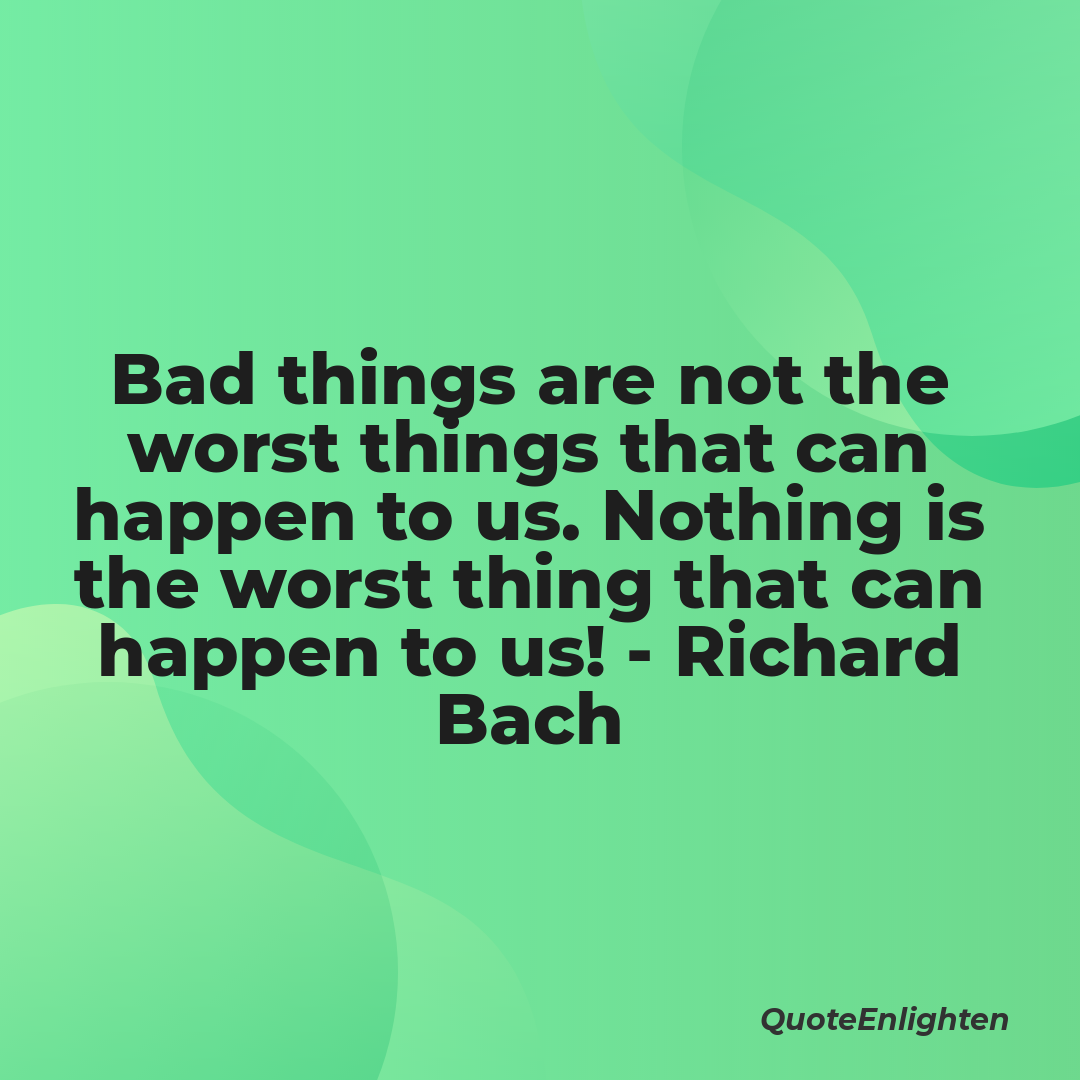 Bad things are not the
worst things that can
happen to us. Nothing is
the worst thing that can
happen to us! - Richard
Bach
QuoteEnlighten